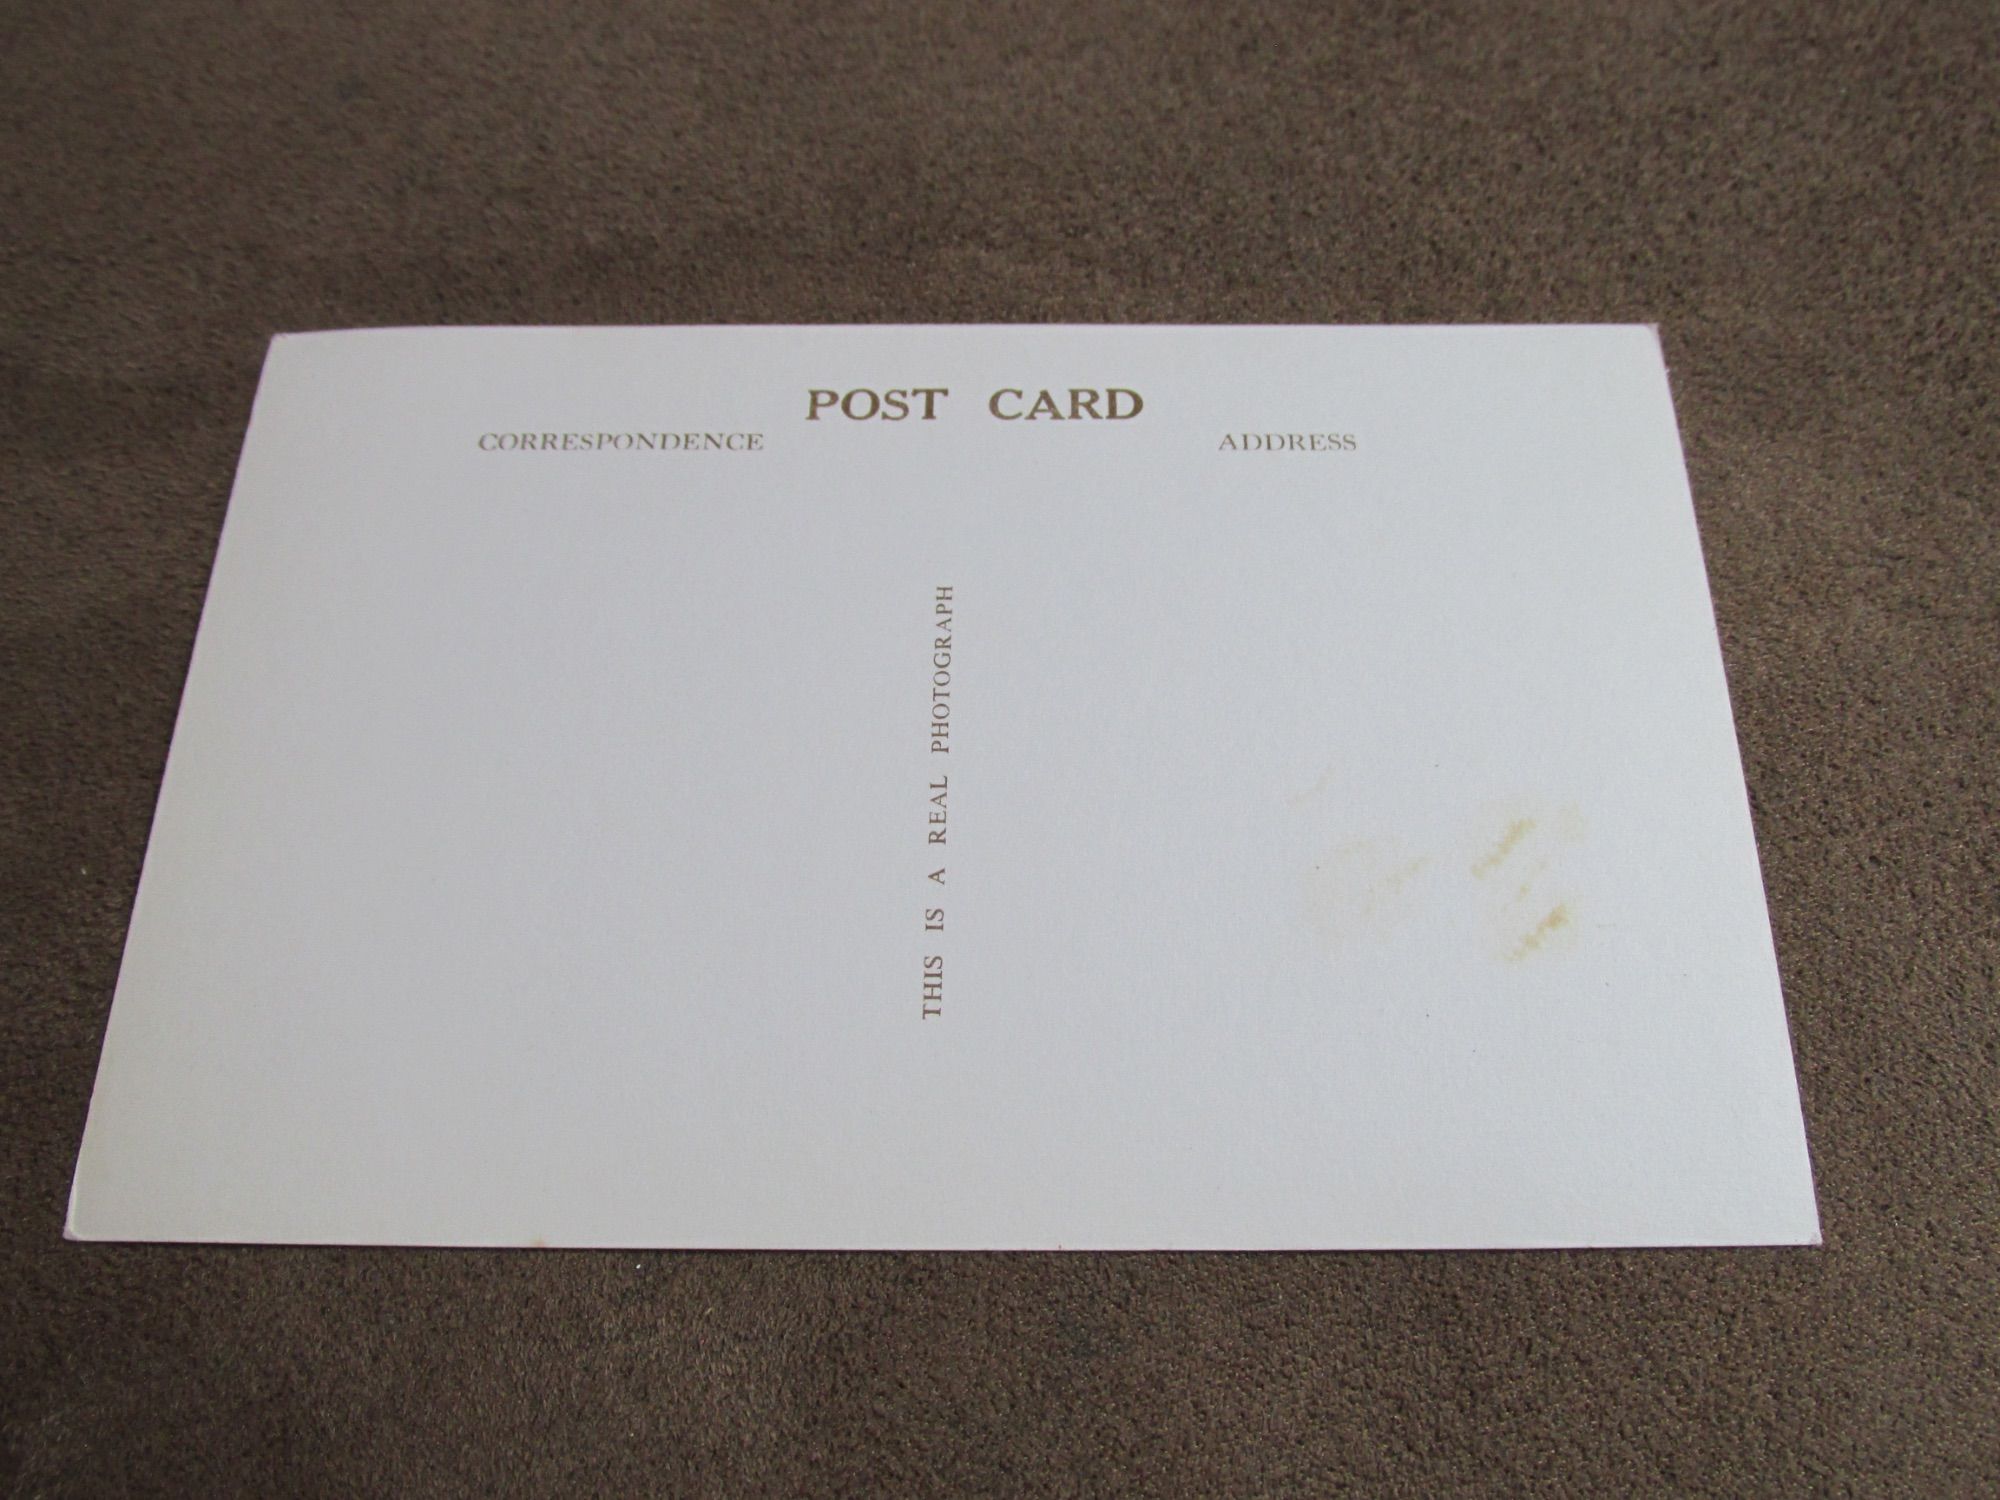 POST CARD
CORRESPONDENCE
ADDRESS
THIS IS A REAL PHOTOGRAPH